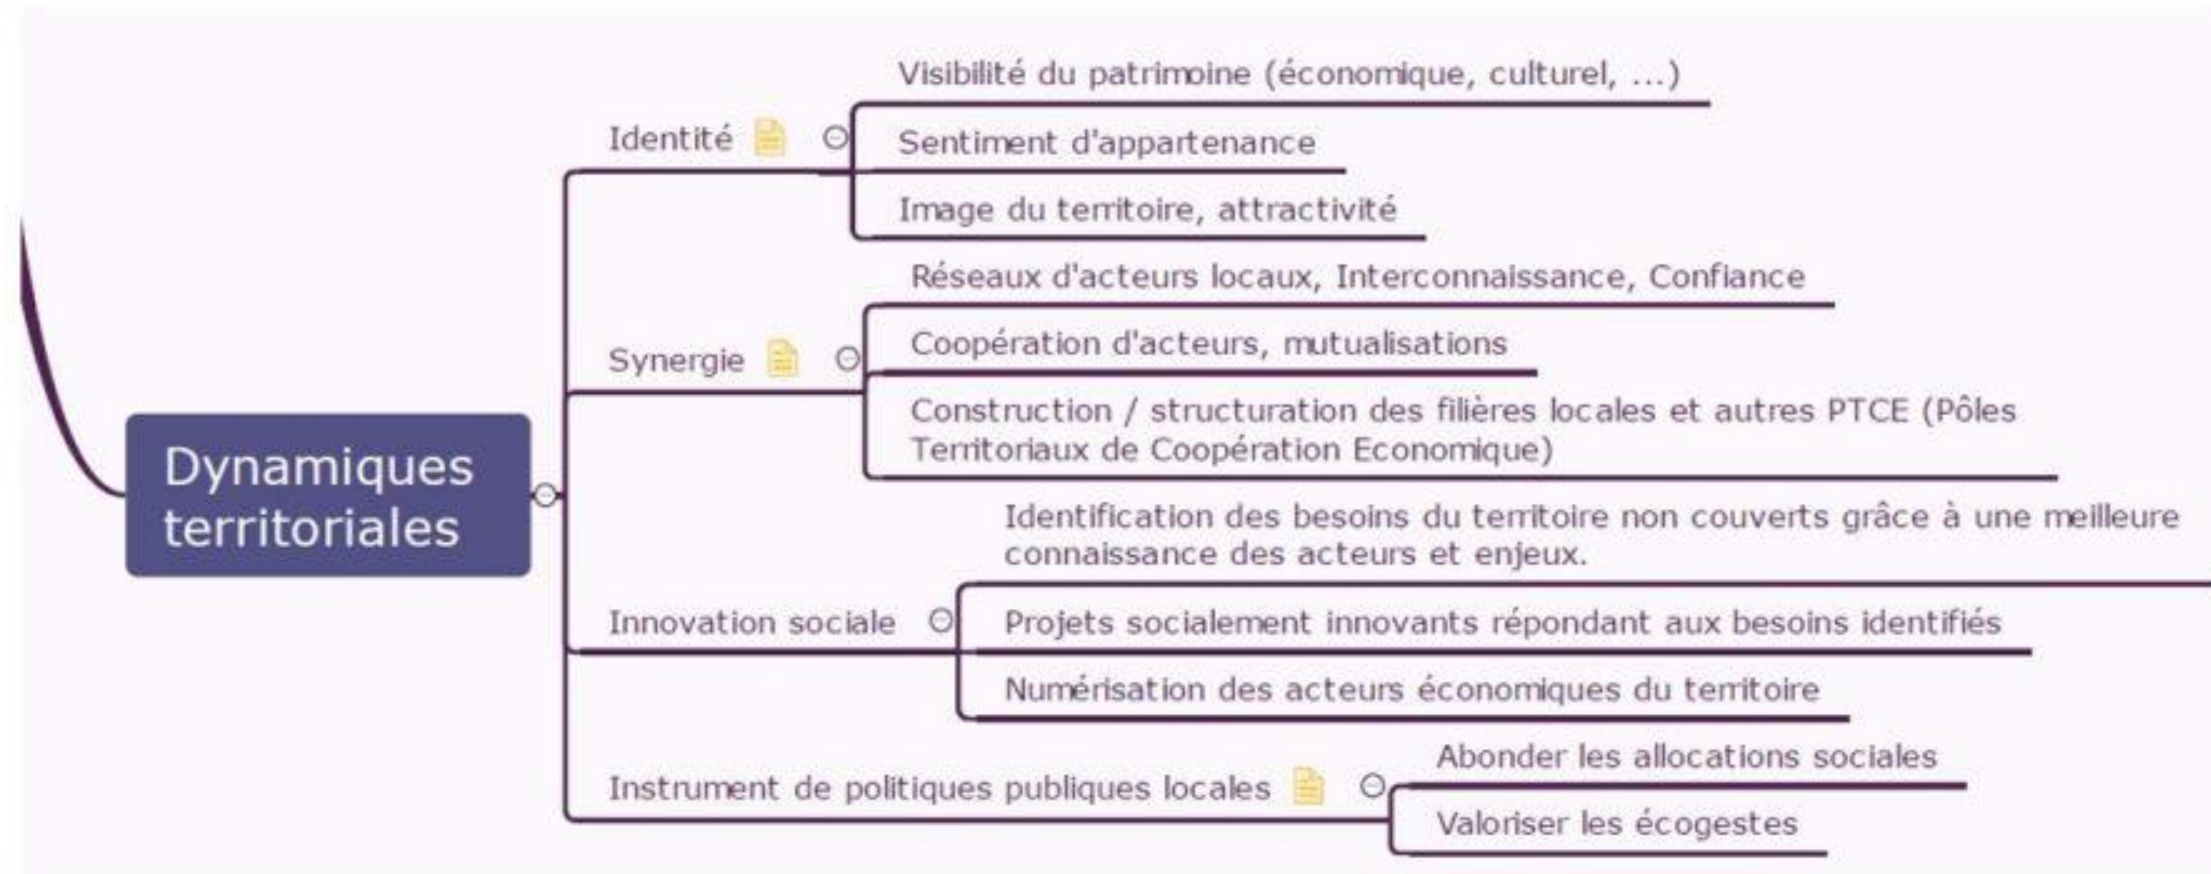 Visibilité du patrimoine (économique, culturel, ...)
Identité
Sentiment d'appartenance
Image du territoire, attractivité
Réseaux d'acteurs locaux, Interconnaissance, Confiance
Synergie
Coopération d'acteurs, mutualisations
Construction / structuration des filières locales et autres PTCE (Pôles
Territoriaux de Coopération Economique)
Dynamiques
territoriales
Identification des besoins du territoire non couverts grâce à une meilleure
connaissance des acteurs et enjeux.
Innovation sociale
Projets socialement innovants répondant aux besoins identifiés
Numérisation des acteurs économiques du territoire
Instrument de politiques publiques locales
Abonder les allocations sociales
Valoriser les écogestes